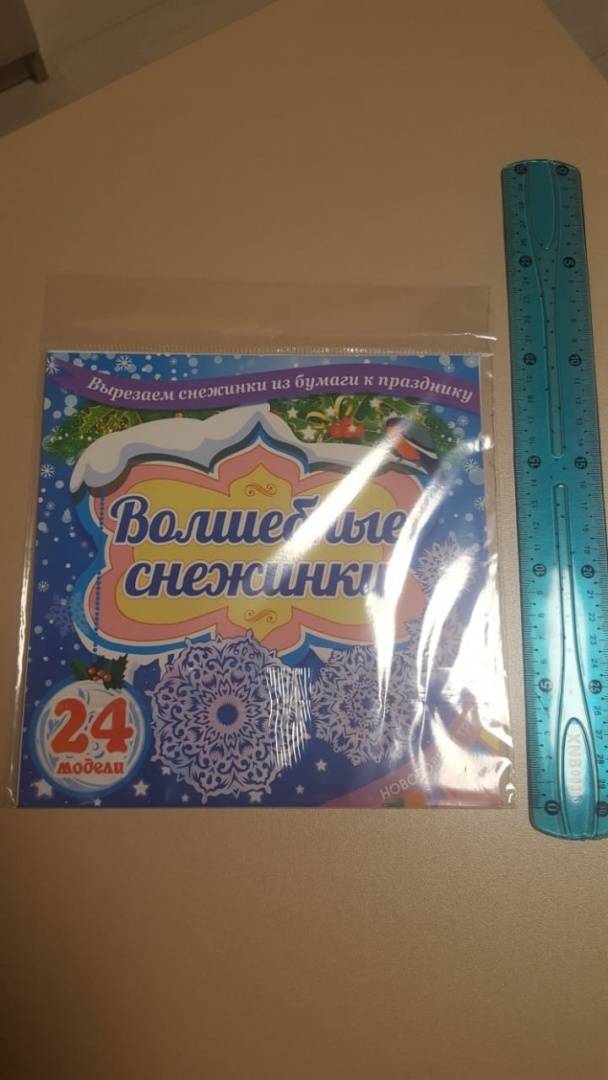 Вырезаем снежинки из бумаги к празднику
Волшебные
снежинки
24
модели